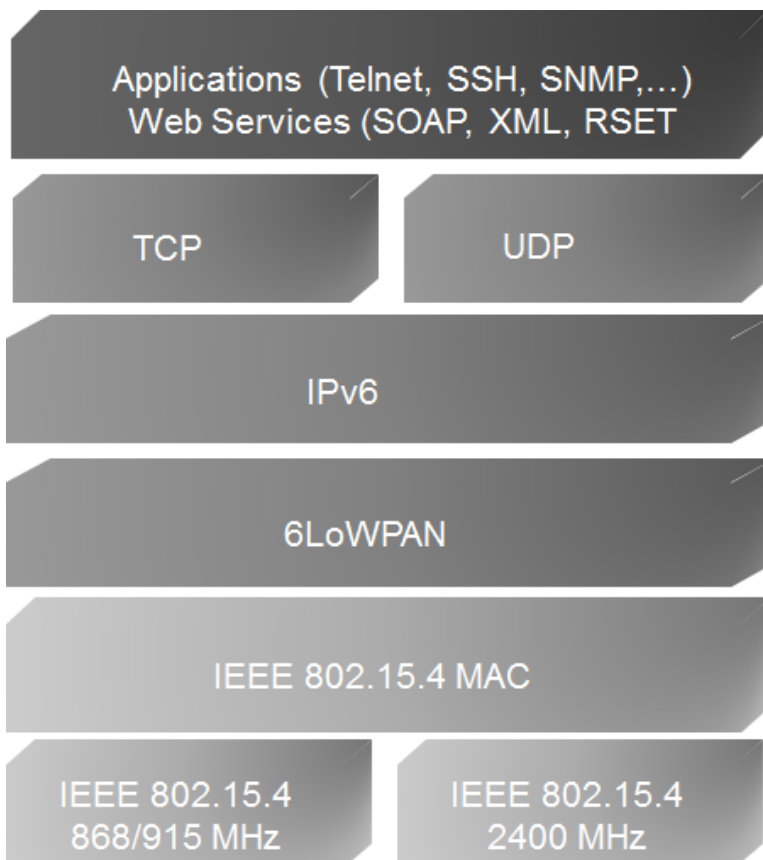 Applications (Telnet, SSH, SNMP,...)
Web Services (SOAP, XML, RSET
TCP
UDP
IPv6
6LoWPAN
IEEE 802.15.4 MAC
IEEE 802.15.4
868/915 MHz
IEEE 802.15.4
2400 MHz